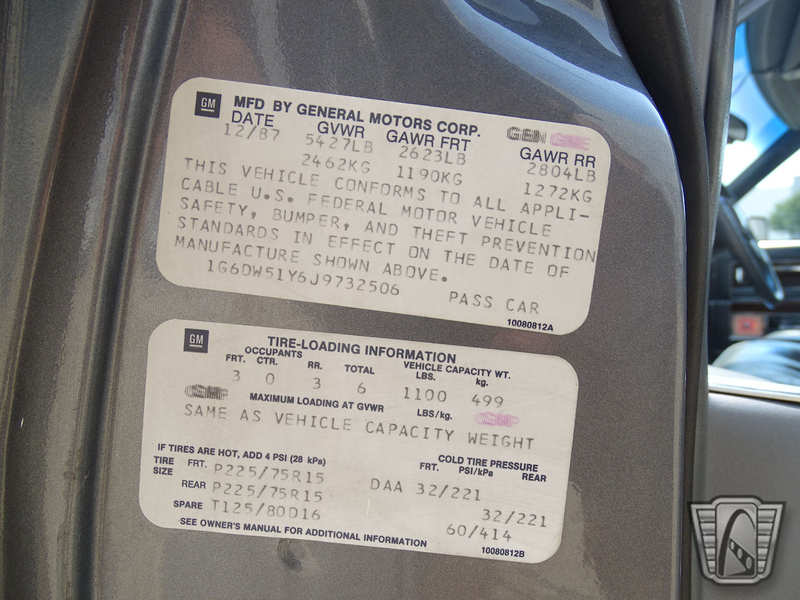 GM MFD BY GENERAL MOTORS CORP.
DATE GVWR GAWR FRT GAWR RR
12/87 5427LB 2623LB 2804LB
2462KG 1190KG 1272KG
THIS VEHICLE CONFORMS TO ALL APPLI-
CABLE U.S. FEDERAL MOTOR VEHICLE
SAFETY, BUMPER, AND THEFT PREVENTION
STANDARDS IN EFFECT ON THE DATE OF
MANUFACTURE SHOWN ABOVE.
1G6DW51Y6J9732506 PASS CAR
10080812A
GM TIRE-LOADING INFORMATION
OCCUPANTS VEHICLE CAPACITY WT.
FRT. CTR. RR. TOTAL LBS. kg.
3 0 3 6 1100 499
MAXIMUM LOADING AT GVWR LBS/kg.
SAME AS VEHICLE CAPACITY WEIGHT
IF TIRES ARE HOT, ADD 4 PSI (28 kPa) COLD TIRE PRESSURE
TIRE SIZE FRT. P225/75R15 FRT. PSI/kPa REAR
DAA 32/221
REAR P225/75R15 32/221
SPARE T125/80D16 60/414
SEE OWNER'S MANUAL FOR ADDITIONAL INFORMATION
10080812B